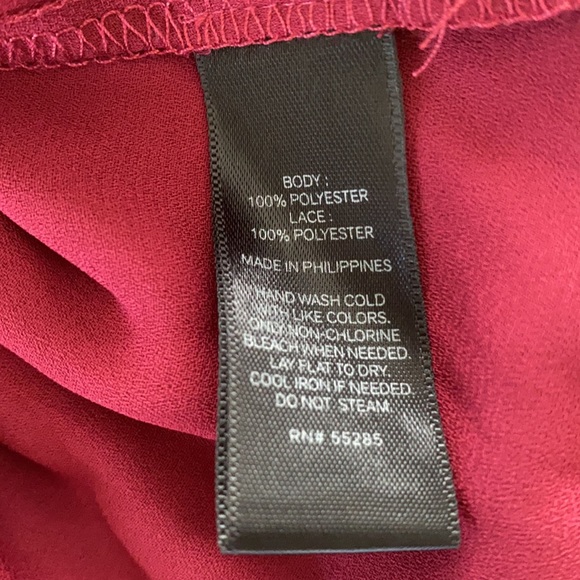 BODY :
100% POLYESTER
LACE :
100% POLYESTER
MADE IN PHILIPPINES
HAND WASH COLD
WITH LIKE COLORS.
ONLY NON-CHLORINE
BLEACH WHEN NEEDED.
LAY FLAT TO DRY.
COOL IRON IF NEEDED.
DO NOT STEAM.
RN# 55285